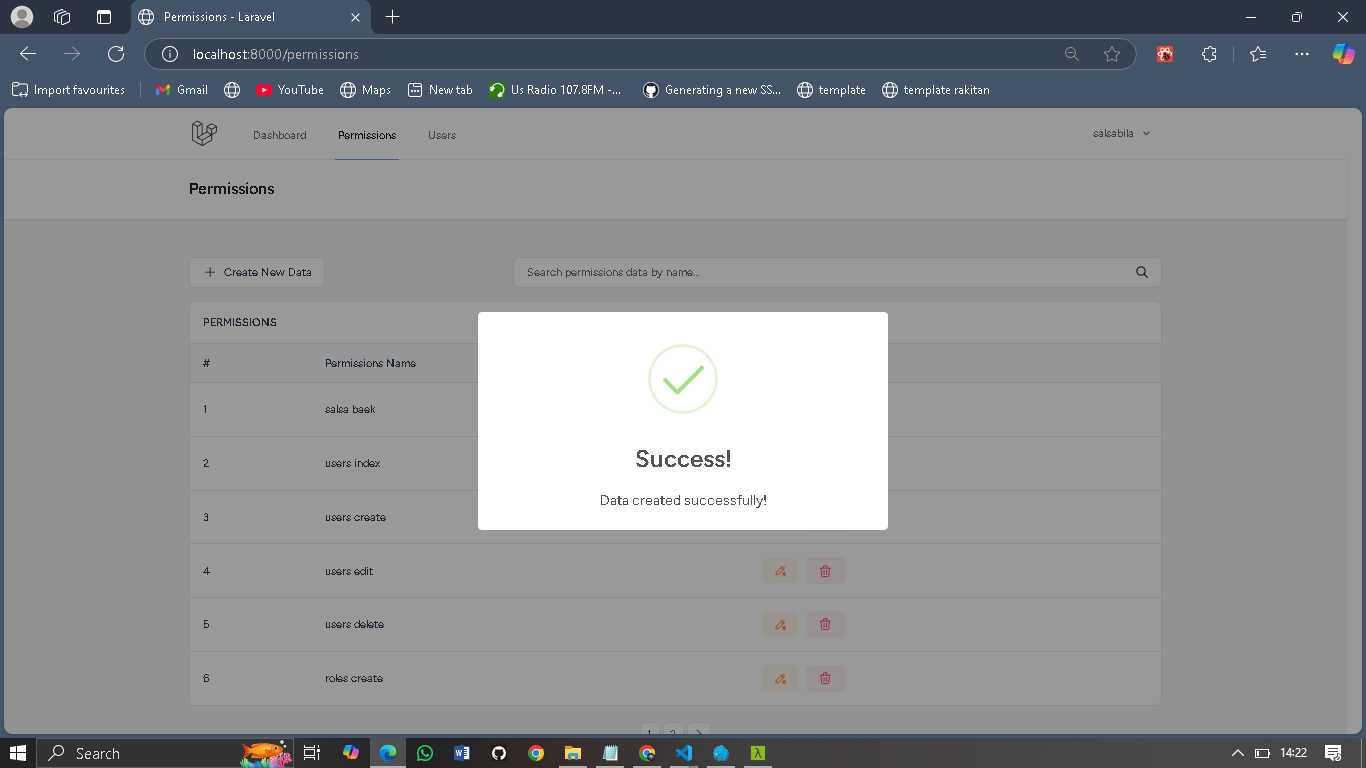 Permissions - Laravel
localhost:8000/permissions
Import favourites
Gmail
YouTube
Maps
New tab
Us Radio 107.8FM -...
Generating a new SS...
template
template rakitan
Dashboard
Permissions
Users
salsabila
Permissions
Create New Data
Search permissions data by name...
PERMISSIONS
# Permissions Name
1 salsa baek
2 users index
3 users create
4 users edit
5 users delete
6 roles create
Success!
Data created successfully!
1 2
Search
14:22